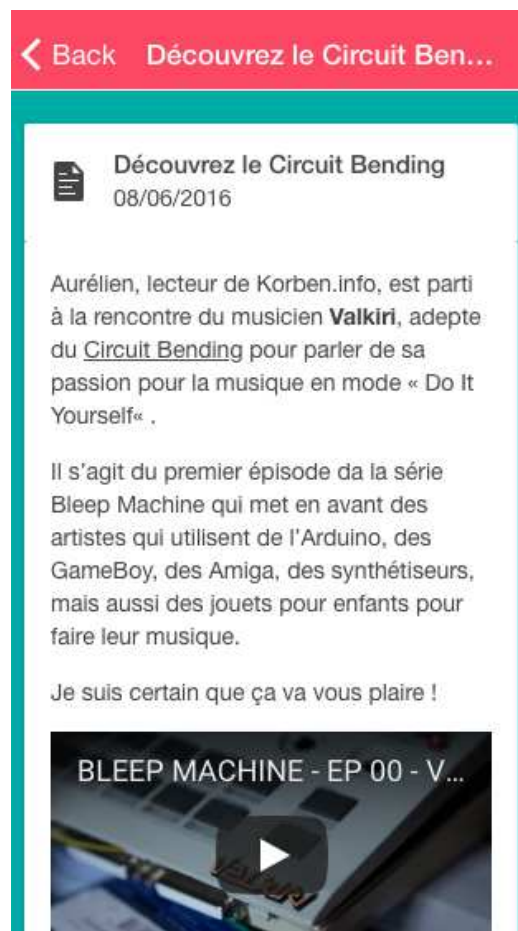 Back Découvrez le Circuit Ben...
Découvrez le Circuit Bending
08/06/2016
Aurélien, lecteur de Korben.info, est parti
à la rencontre du musicien Valkiri, adepte
du Circuit Bending pour parler de sa
passion pour la musique en mode « Do It
Yourself« .
Il s’agit du premier épisode da la série
Bleep Machine qui met en avant des
artistes qui utilisent de l’Arduino, des
GameBoy, des Amiga, des synthétiseurs,
mais aussi des jouets pour enfants pour
faire leur musique.
Je suis certain que ça va vous plaire !
BLEEP MACHINE - EP 00 - V...
VALKIRI